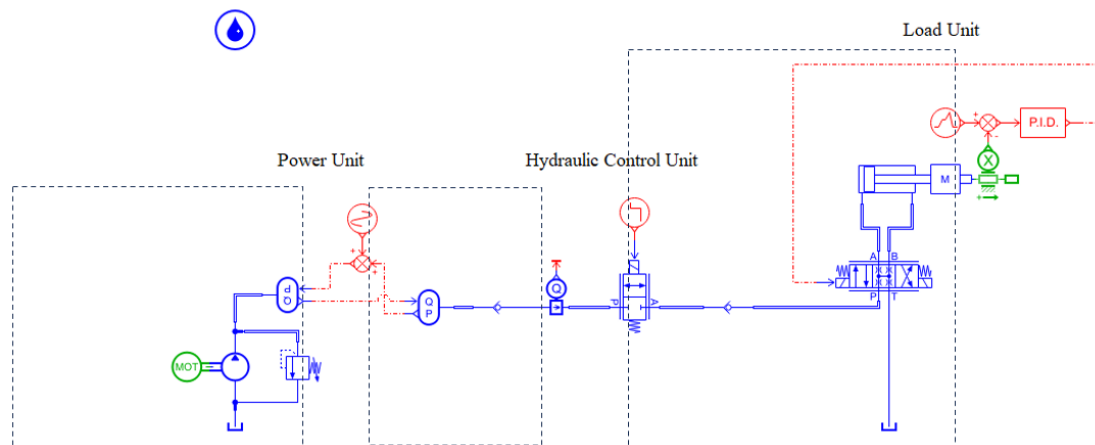 Load Unit
Power Unit
Hydraulic Control Unit
P.I.D.
+
-
X
M
+
A B
P T
+
+
P
Q
Q
P
Q
P
A
MOT